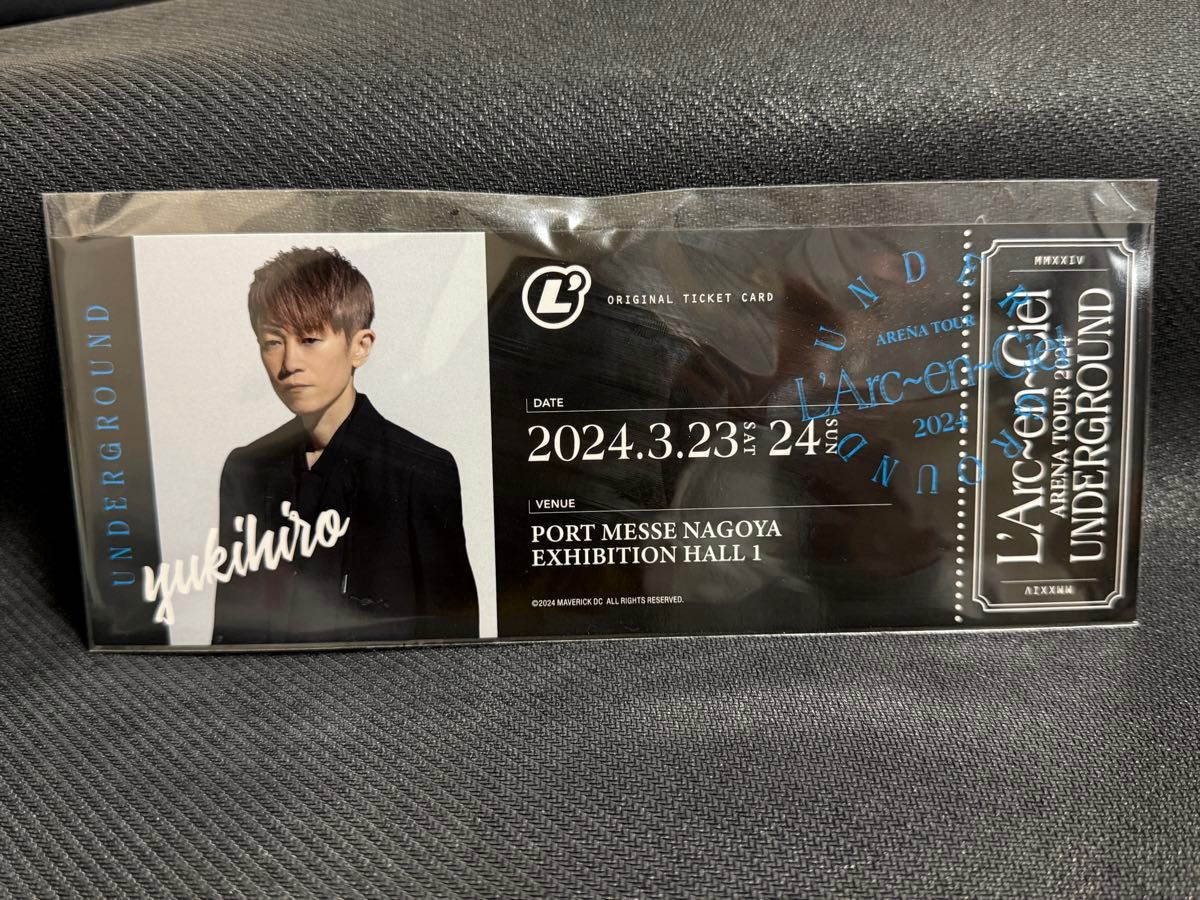 UNDERGROUND
yukihiro
L'
ORIGINAL TICKET CARD
DATE
2024.3.23 SAT 24 SUN
VENUE
PORT MESSE NAGOYA
EXHIBITION HALL 1
©2024 MAVERICK DC ALL RIGHTS RESERVED.
UNDERGROUND
ARENA TOUR
L'Arc~en~Ciel
2024
MMXXIV
L'Arc~en~Ciel
ARENA TOUR 2024
UNDERGROUND
MMXXIV